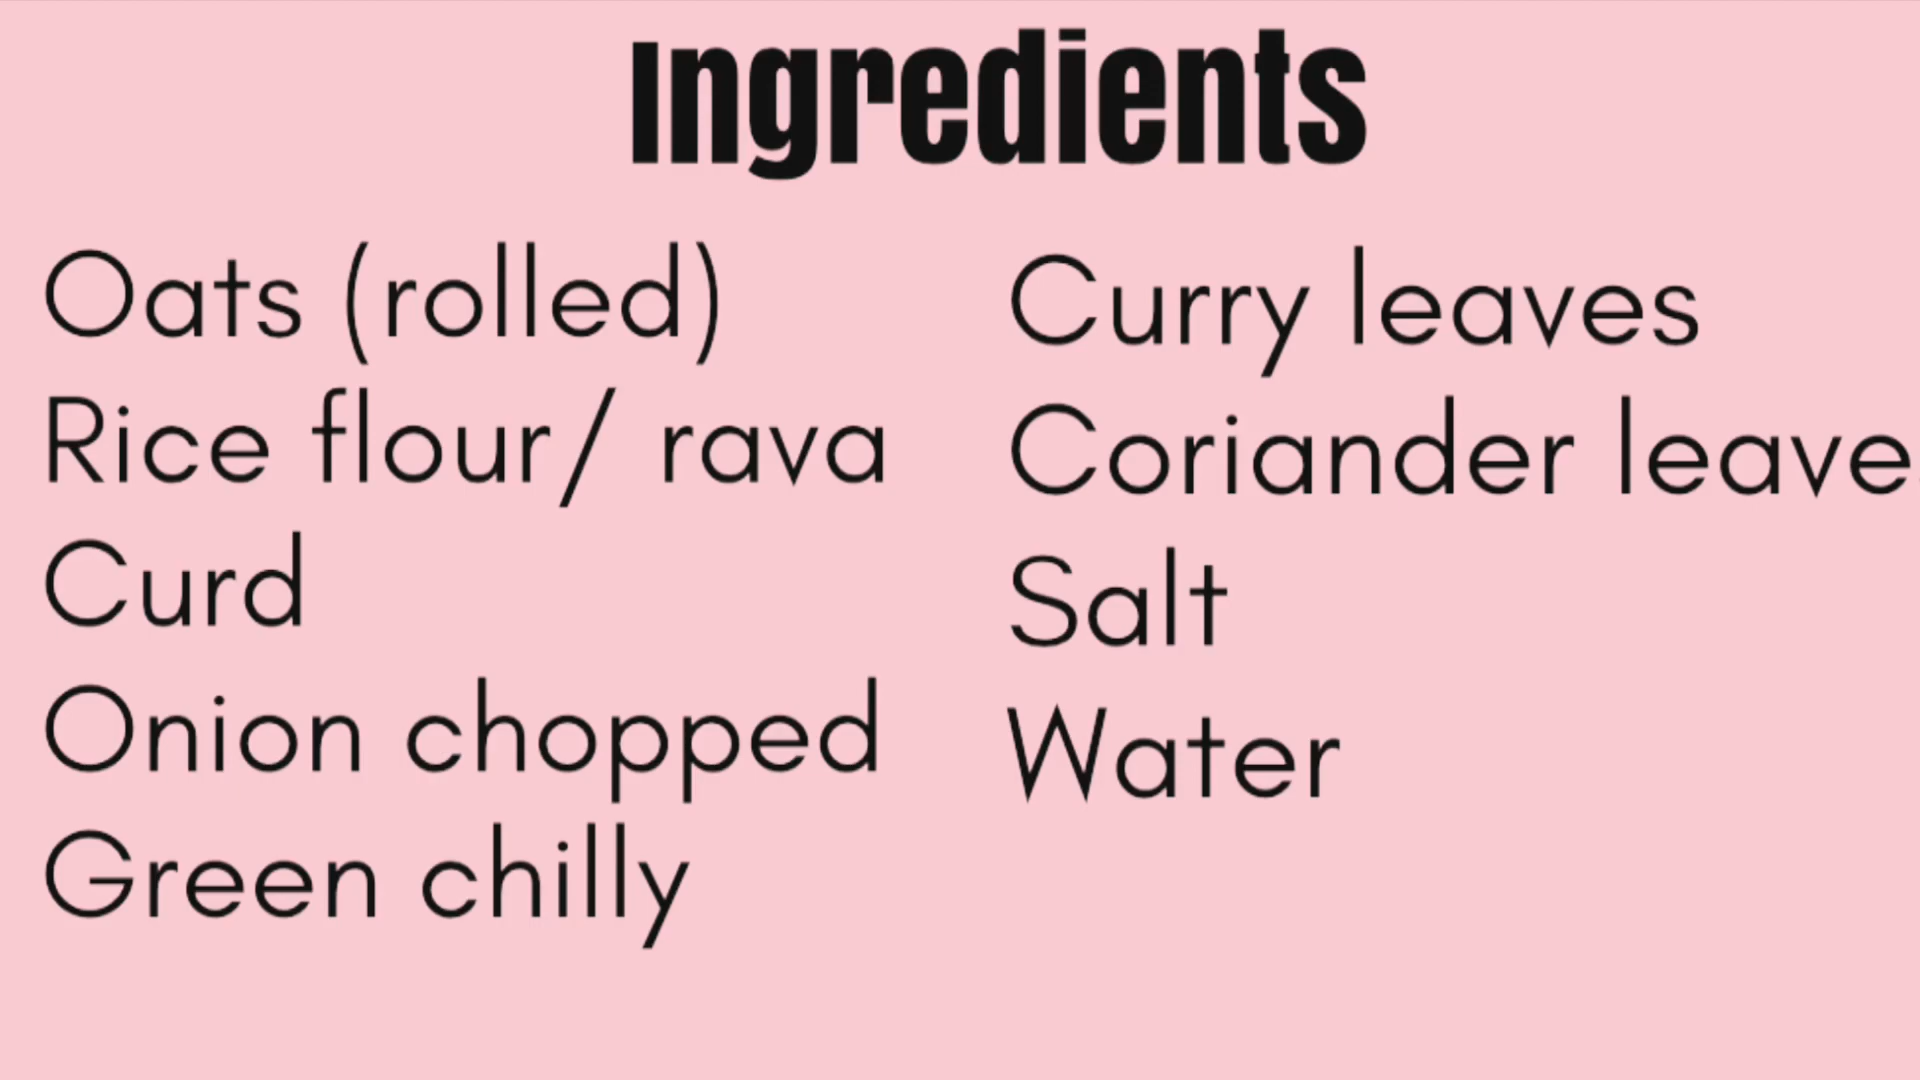 Ingredients
Oats (rolled)
Rice flour/ rava
Curd
Onion chopped
Green chilly
Curry leaves
Coriander leave
Salt
Water